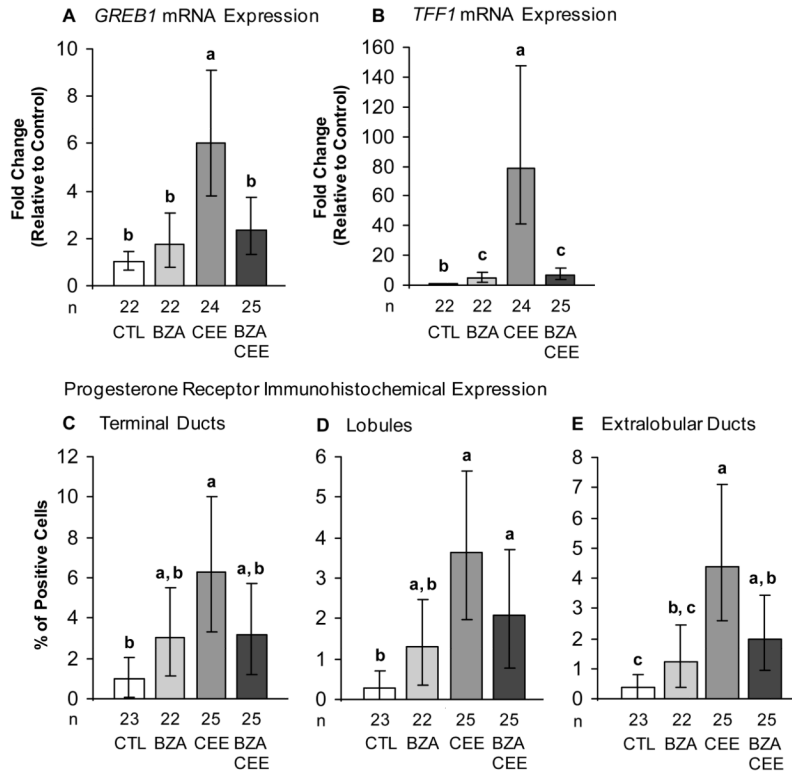 A GREB1 mRNA Expression
Fold Change
(Relative to Control)
10
8
6
4
2
0
b
b
a
b
n 22 22 24 25
CTL BZA CEE BZA
CEE
B TFF1 mRNA Expression
Fold Change
(Relative to Control)
160
140
120
100
80
60
40
20
0
b
c
a
c
n 22 22 24 25
CTL BZA CEE BZA
CEE
Progesterone Receptor Immunohistochemical Expression
C Terminal Ducts
% of Positive Cells
12
10
8
6
4
2
0
b
a,b
a
a,b
n 23 22 25 25
CTL BZA CEE BZA
CEE
D Lobules
6
5
4
3
2
1
0
b
a,b
a
a
n 23 22 25 25
CTL BZA CEE BZA
CEE
E Extralobular Ducts
8
7
6
5
4
3
2
1
0
c
b,c
a
a,b
n 23 22 25 25
CTL BZA CEE BZA
CEE